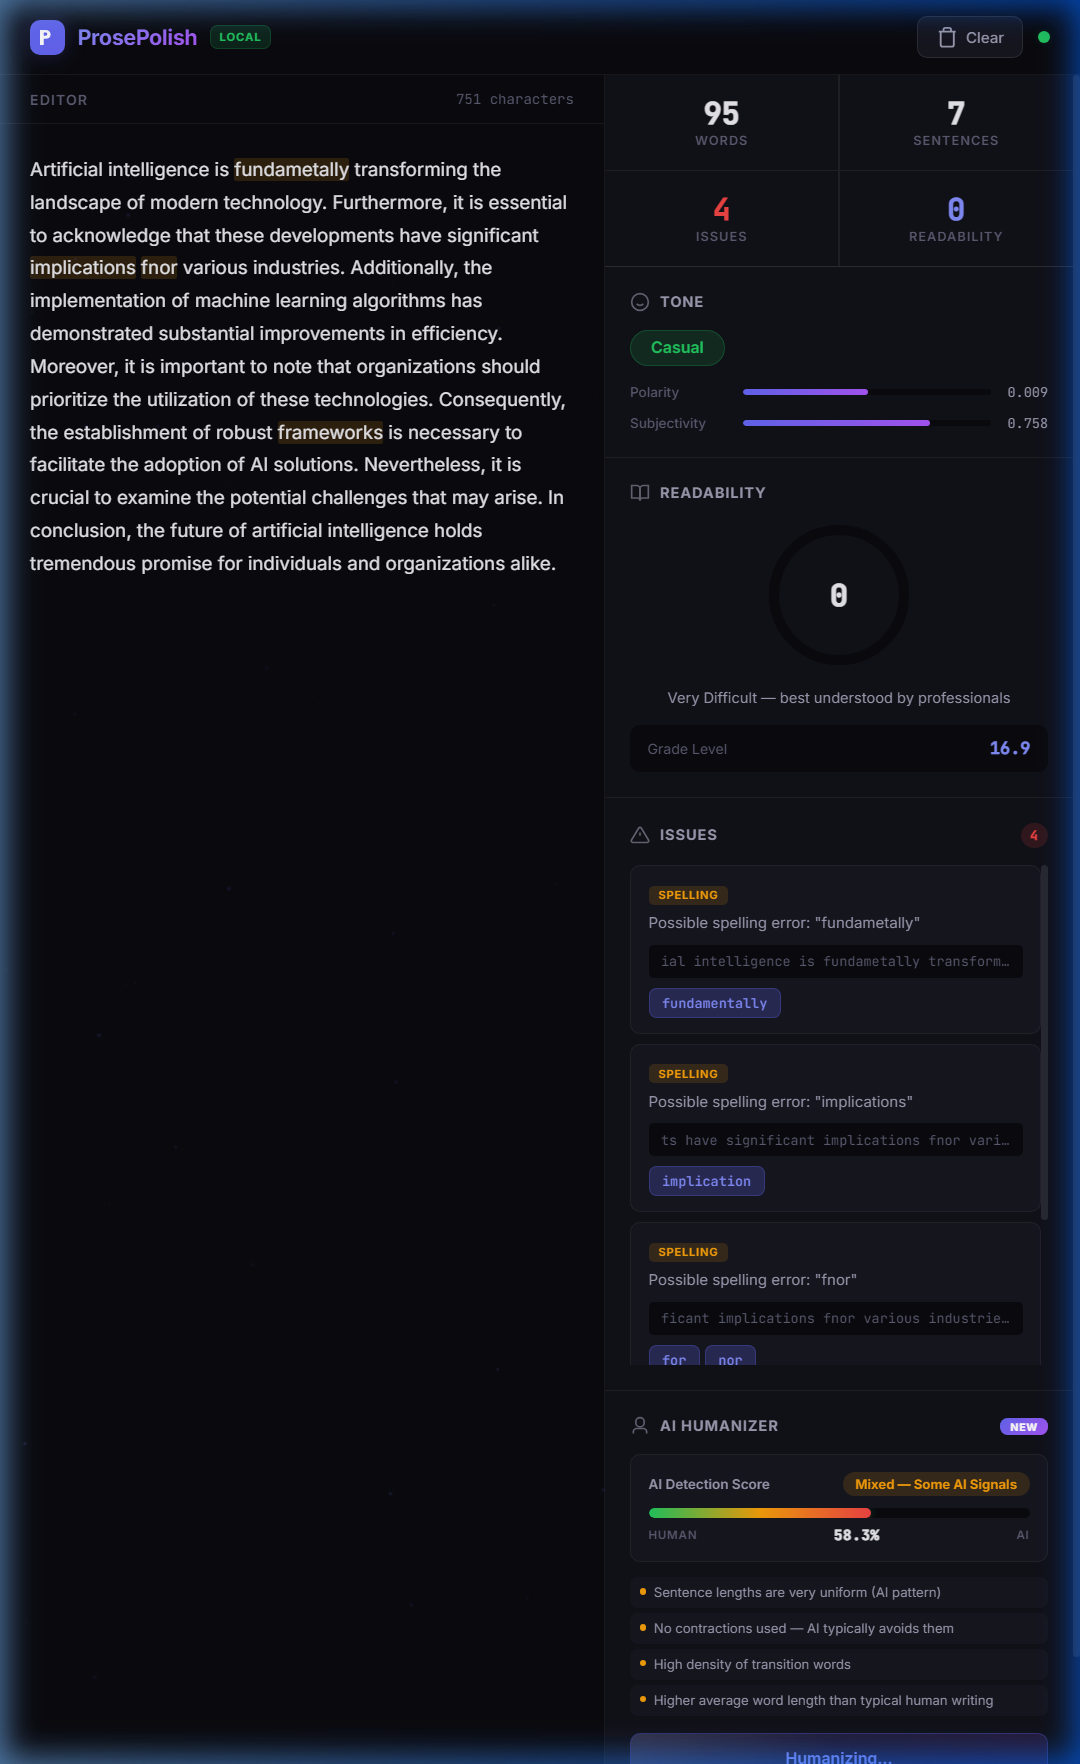 P ProsePolish LOCAL
Clear
EDITOR
751 characters
Artificial intelligence is fundametally transforming the
landscape of modern technology. Furthermore, it is essential
to acknowledge that these developments have significant
implications fnor various industries. Additionally, the
implementation of machine learning algorithms has
demonstrated substantial improvements in efficiency.
Moreover, it is important to note that organizations should
prioritize the utilization of these technologies. Consequently,
the establishment of robust frameworks is necessary to
facilitate the adoption of AI solutions. Nevertheless, it is
crucial to examine the potential challenges that may arise. In
conclusion, the future of artificial intelligence holds
tremendous promise for individuals and organizations alike.
95
WORDS
7
SENTENCES
4
ISSUES
0
READABILITY
TONE
Casual
Polarity 0.009
Subjectivity 0.758
READABILITY
0
Very Difficult — best understood by professionals
Grade Level 16.9
ISSUES 4
SPELLING
Possible spelling error: "fundametally"
ial intelligence is fundametally transform…
fundamentally
SPELLING
Possible spelling error: "implications"
ts have significant implications fnor vari…
implication
SPELLING
Possible spelling error: "fnor"
ficant implications fnor various industrie…
for nor
AI HUMANIZER NEW
AI Detection Score Mixed — Some AI Signals
HUMAN 58.3% AI
Sentence lengths are very uniform (AI pattern)
No contractions used — AI typically avoids them
High density of transition words
Higher average word length than typical human writing
Humanizing...